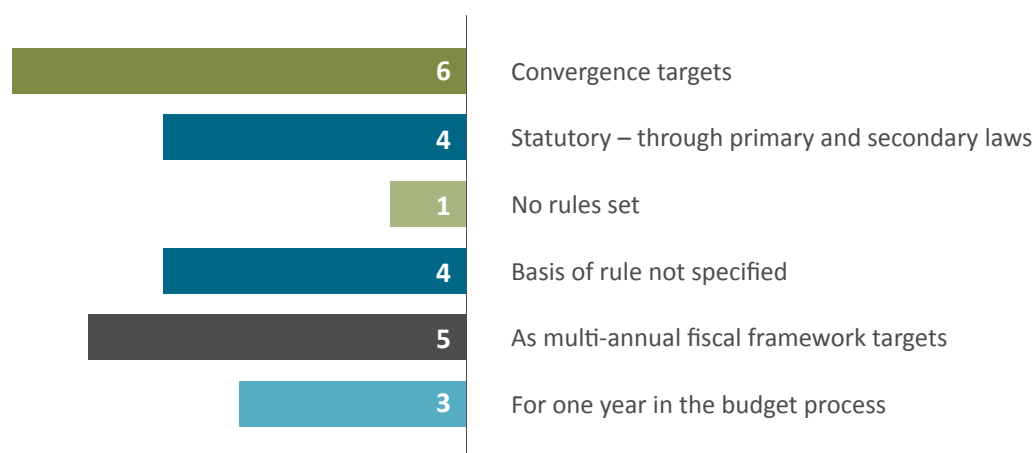 6 Convergence targets
4 Statutory – through primary and secondary laws
1 No rules set
4 Basis of rule not specified
5 As multi-annual fiscal framework targets
3 For one year in the budget process